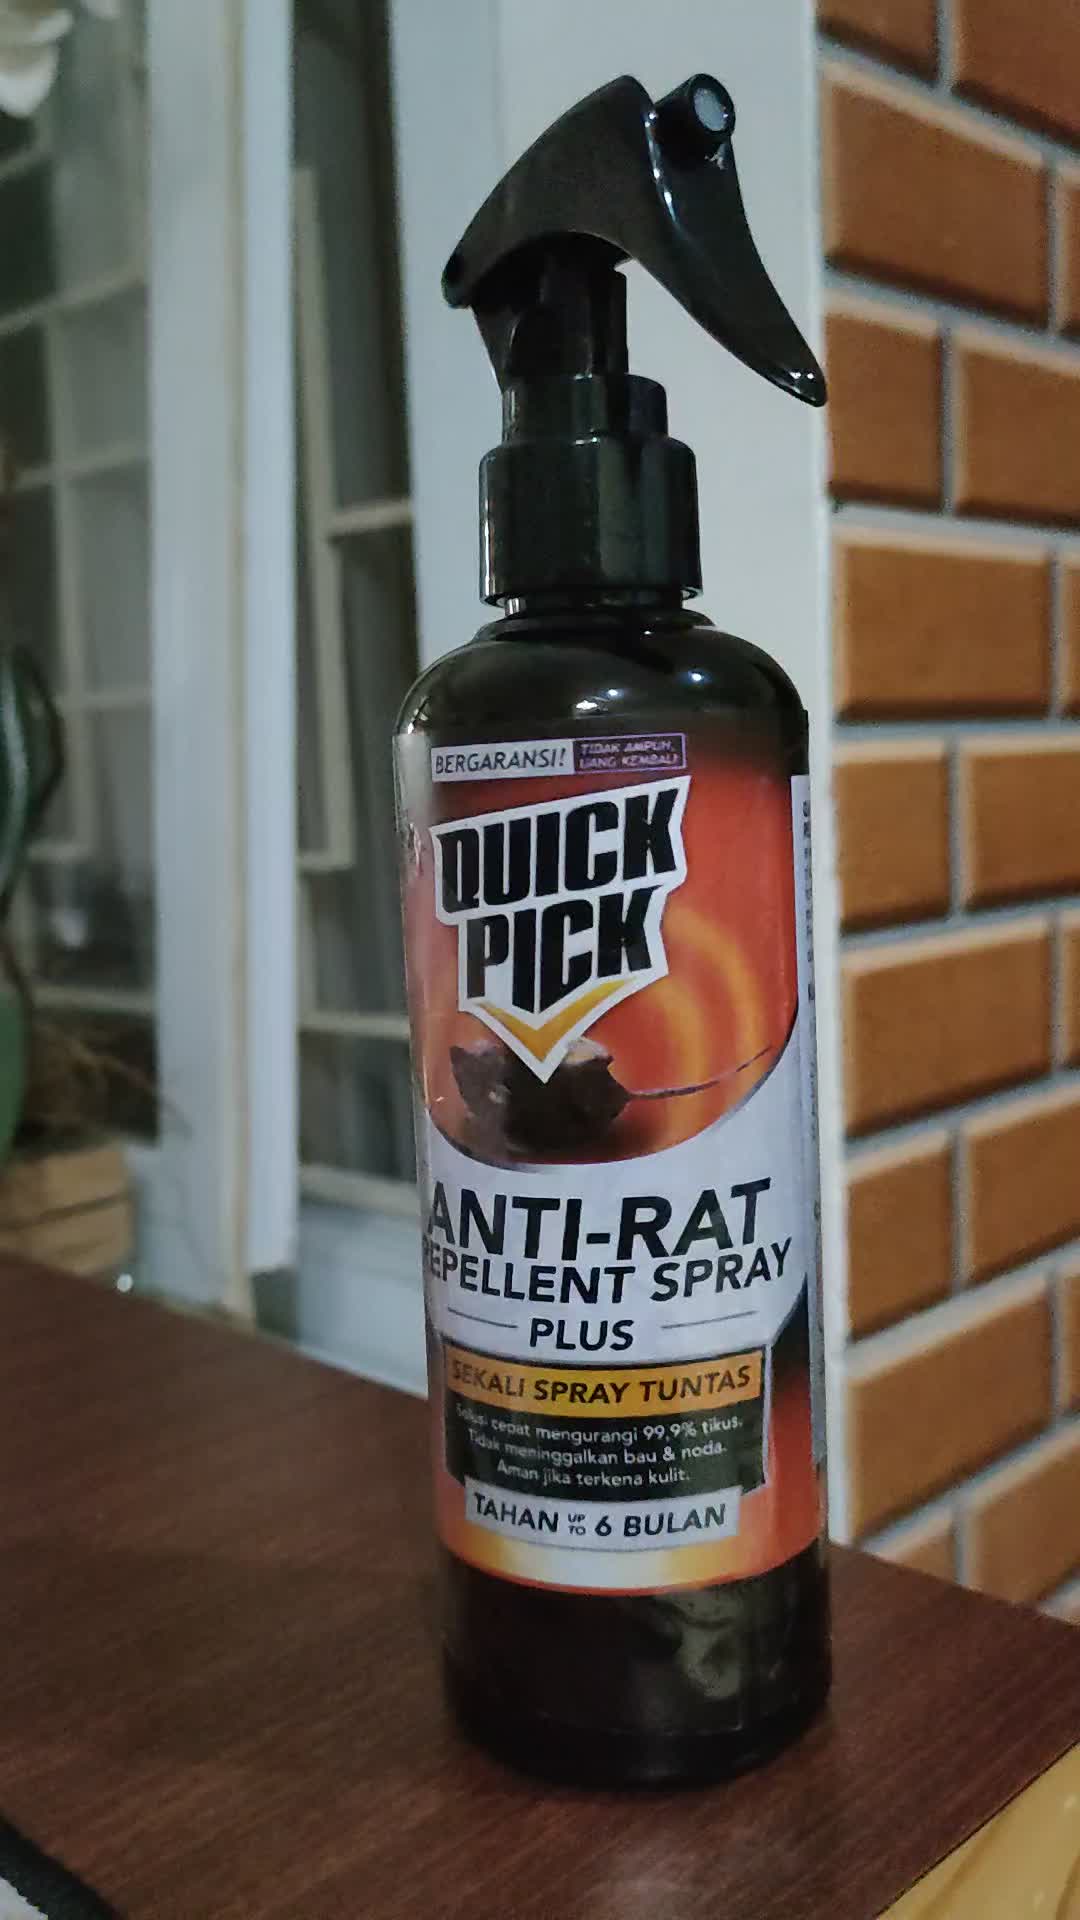 BERGARANSI!
TIDAK AMPUH,
UANG KEMBALI!
QUICK
PICK
ANTI-RAT
REPELLENT SPRAY
PLUS
SEKALI SPRAY TUNTAS
Solusi cepat mengurangi 99,9% tikus.
Tidak meninggalkan bau & noda.
Aman jika terkena kulit.
TAHAN UP TO 6 BULAN